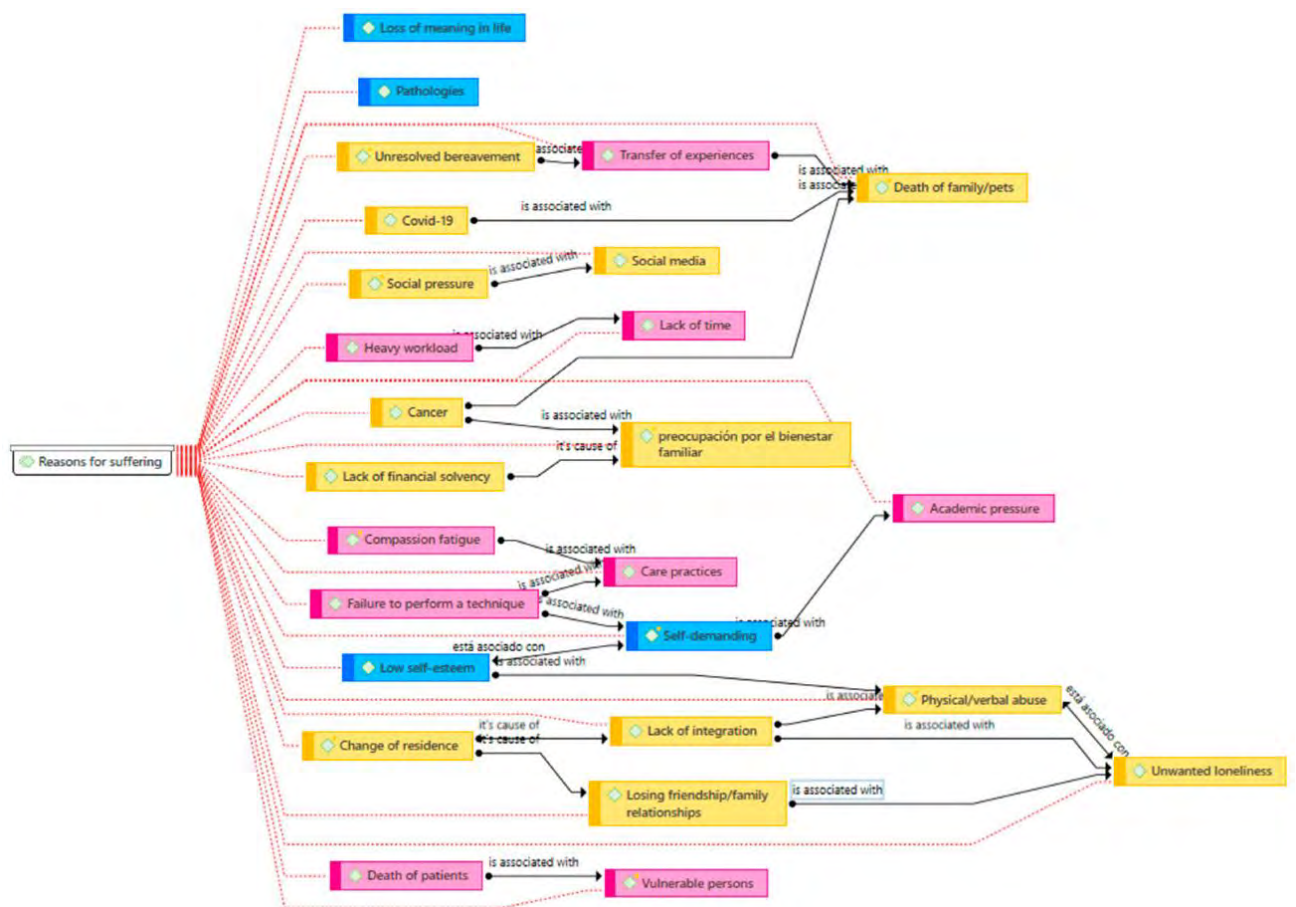 Loss of meaning in life
Pathologies
Unresolved bereavement
associate
Transfer of experiences
is associated with
is associate
Death of family/pets
Covid-19
is associated with
Social pressure
is associated with
Social media
Heavy workload
is associated with
Lack of time
Cancer
is associated with
preocupación por el bienestar
familiar
it's cause of
Reasons for suffering
Lack of financial solvency
Academic pressure
Compassion fatigue
is associated with
Care practices
is associated with
Failure to perform a technique
is associated with
Self-demanding
is associated with
está asociado con
Low self-esteem
is associated with
is associate
Physical/verbal abuse
está asociado con
it's cause of
Lack of integration
is associated with
Change of residence
it's cause of
Unwanted loneliness
Losing friendship/family
relationships
is associated with
Death of patients
is associated with
Vulnerable persons